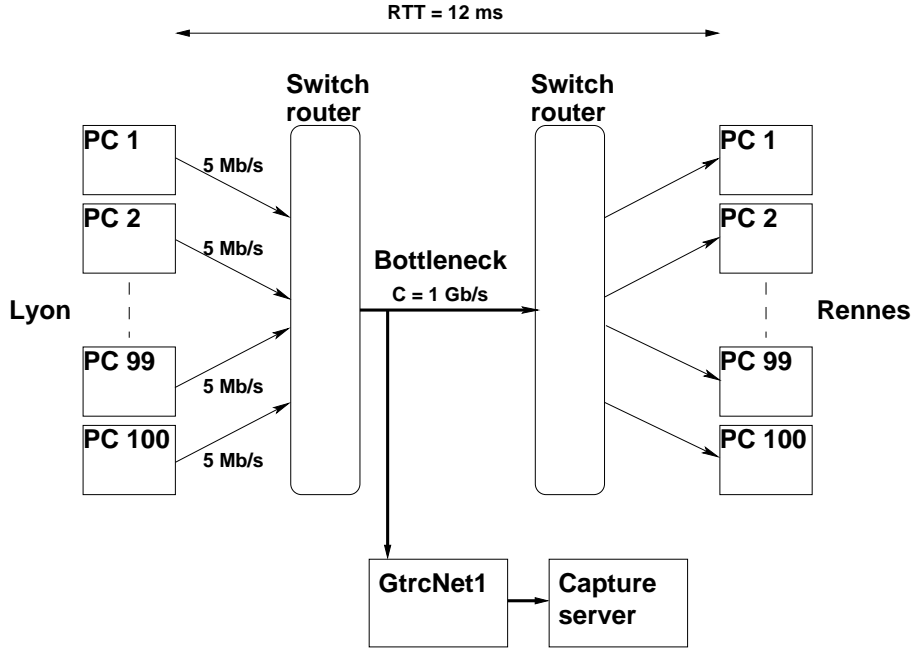 RTT = 12 ms
Switch
router
Switch
router
PC 1
5 Mb/s
PC 1
PC 2
5 Mb/s
PC 2
Bottleneck
C = 1 Gb/s
Lyon
Rennes
PC 99
5 Mb/s
PC 99
PC 100
5 Mb/s
PC 100
GtrcNet1
Capture
server